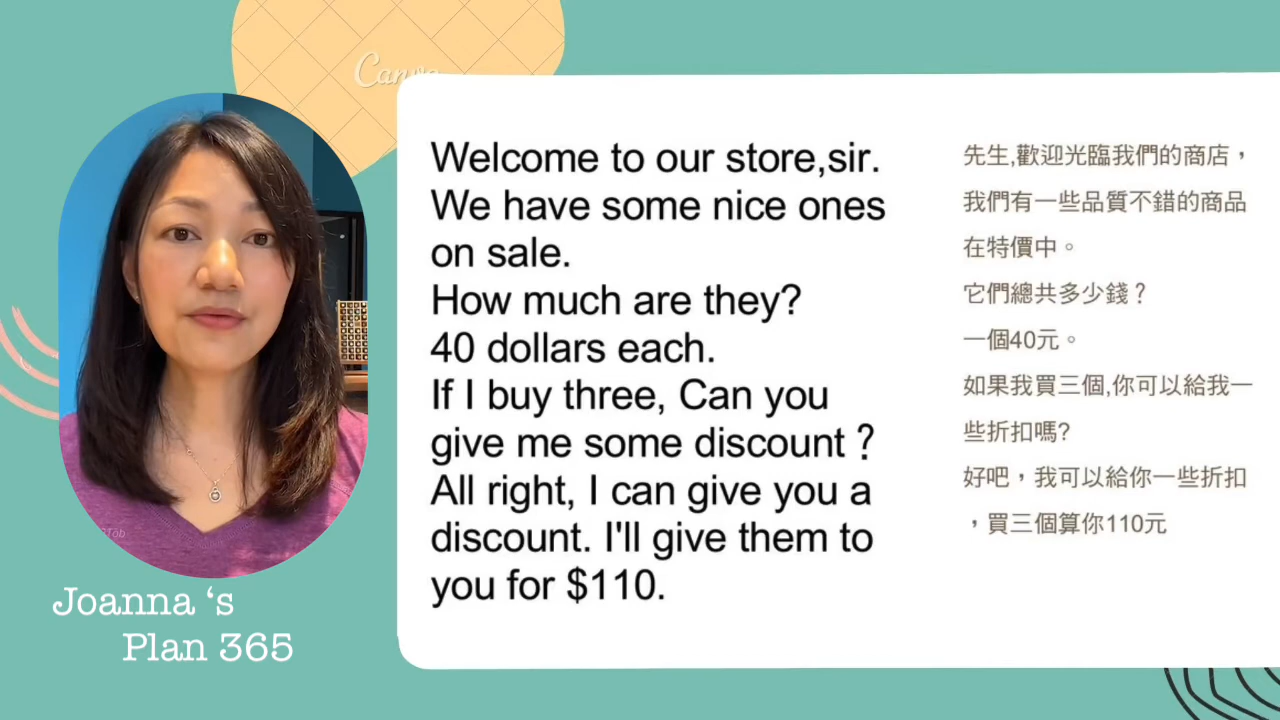 Canva
Welcome to our store,sir.
We have some nice ones
on sale.
How much are they?
40 dollars each.
If I buy three, Can you
give me some discount？
All right, I can give you a
discount. I'll give them to
you for $110.
先生,歡迎光臨我們的商店，
我們有一些品質不錯的商品
在特價中。
它們總共多少錢？
一個40元。
如果我買三個,你可以給我一
些折扣嗎?
好吧，我可以給你一些折扣
，買三個算你110元
Joanna ‘s
Plan 365